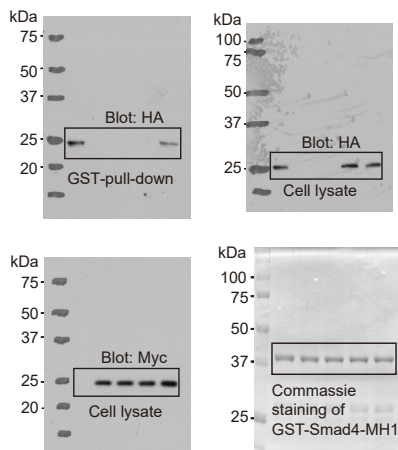 kDa
75
50
37
25
20
Blot: HA
GST-pull-down
kDa
100
75
50
37
25
Blot: HA
Cell lysate
kDa
75
50
37
25
20
Blot: Myc
Cell lysate
kDa
100
75
50
37
25
Commassie
staining of
GST-Smad4-MH1